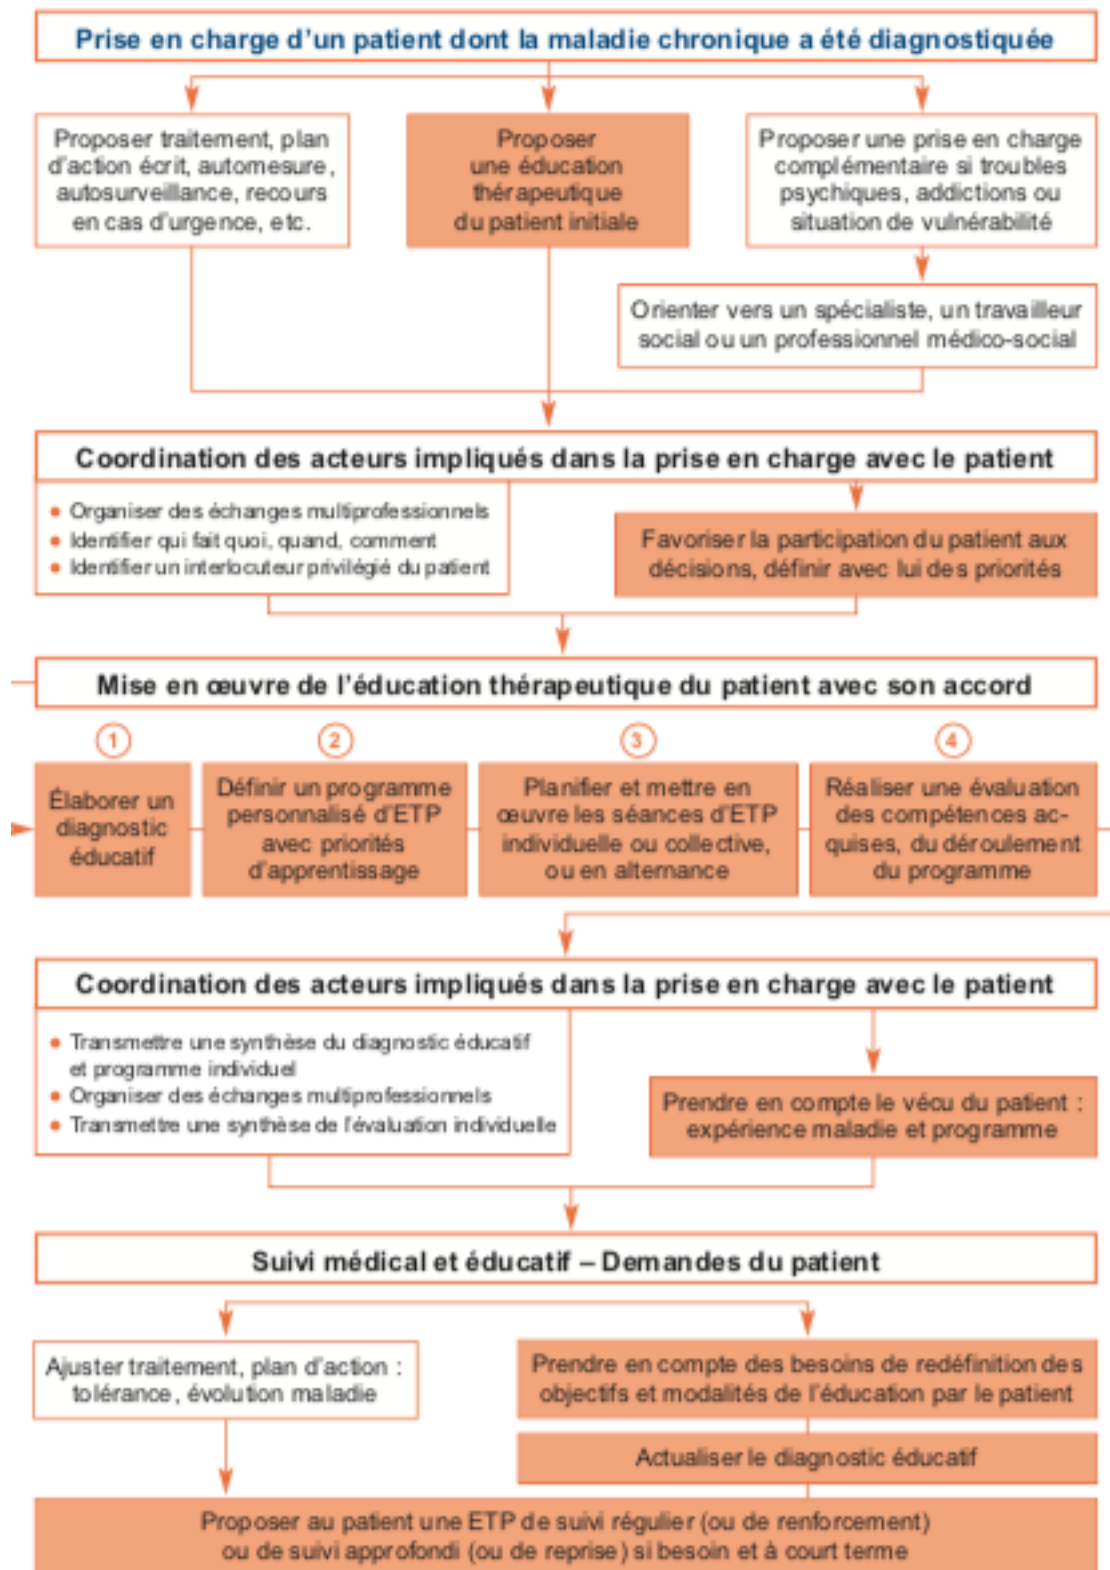 Prise en charge d’un patient dont la maladie chronique a été diagnostiquée
Proposer traitement, plan
d’action écrit, automesure,
autosurveillance, recours
en cas d’urgence, etc.
Proposer
une éducation
thérapeutique
du patient initiale
Proposer une prise en charge
complémentaire si troubles
psychiques, addictions ou
situation de vulnérabilité
Orienter vers un spécialiste, un travailleur
social ou un professionnel médico-social
Coordination des acteurs impliqués dans la prise en charge avec le patient
• Organiser des échanges multiprofessionnels
• Identifier qui fait quoi, quand, comment
• Identifier un interlocuteur privilégié du patient
Favoriser la participation du patient aux
décisions, définir avec lui des priorités
Mise en œuvre de l’éducation thérapeutique du patient avec son accord
1
Élaborer un
diagnostic
éducatif
2
Définir un programme
personnalisé d’ETP
avec priorités
d’apprentissage
3
Planifier et mettre en
œuvre les séances d’ETP
individuelle ou collective,
ou en alternance
4
Réaliser une évaluation
des compétences ac-
quises, du déroulement
du programme
Coordination des acteurs impliqués dans la prise en charge avec le patient
• Transmettre une synthèse du diagnostic éducatif
et programme individuel
• Organiser des échanges multiprofessionnels
• Transmettre une synthèse de l’évaluation individuelle
Prendre en compte le vécu du patient :
expérience maladie et programme
Suivi médical et éducatif – Demandes du patient
Ajuster traitement, plan d’action :
tolérance, évolution maladie
Prendre en compte des besoins de redéfinition des
objectifs et modalités de l’éducation par le patient
Actualiser le diagnostic éducatif
Proposer au patient une ETP de suivi régulier (ou de renforcement)
ou de suivi approfondi (ou de reprise) si besoin et à court terme